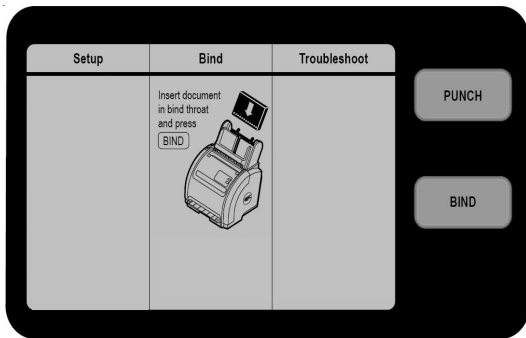 Setup
Bind
Troubleshoot
Insert document
in bind throat
and press
BIND
PUNCH
BIND